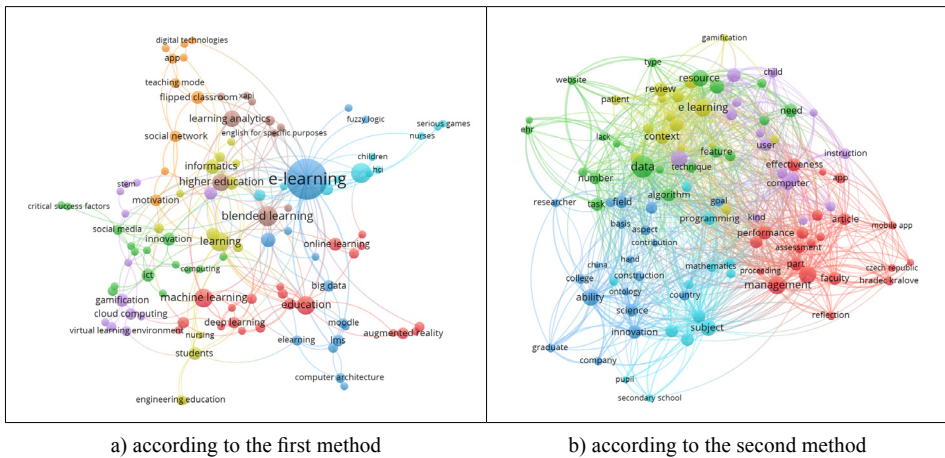 digital technologies
app
teaching mode
flipped classroom
xapi
learning analytics
fuzzy logic
serious games
english for specific purposes
nurses
social network
children
informatics
hci
higher education
e-learning
stem
motivation
critical success factors
blended learning
social media
innovation
learning
online learning
ict
computing
big data
gamification
machine learning
education
cloud computing
moodle
virtual learning environment
deep learning
augmented reality
nursing
elearning
lms
students
computer architecture
engineering education
a) according to the first method
gamification
type
child
website
resource
review
patient
e learning
need
ehr
context
lack
user
feature
instruction
data
technique
effectiveness
number
computer
app
algorithm
researcher
task
field
goal
programming
kind
article
basis
aspect
performance
mobile app
contribution
assessment
hand
china
mathematics
part
czech republic
college
construction
proceeding
faculty
hradec kralove
ability
ontology
country
management
science
reflection
innovation
subject
graduate
company
pupil
secondary school
b) according to the second method